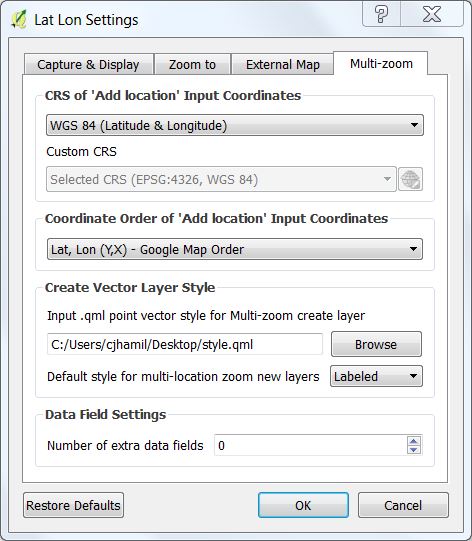 Lat Lon Settings
?
Capture & Display
Zoom to
External Map
Multi-zoom
CRS of 'Add location' Input Coordinates
WGS 84 (Latitude & Longitude)
Custom CRS
Selected CRS (EPSG:4326, WGS 84)
Coordinate Order of 'Add location' Input Coordinates
Lat, Lon (Y,X) - Google Map Order
Create Vector Layer Style
Input .qml point vector style for Multi-zoom create layer
C:/Users/cjhamil/Desktop/style.qml
Browse
Default style for multi-location zoom new layers
Labeled
Data Field Settings
Number of extra data fields
0
Restore Defaults
OK
Cancel